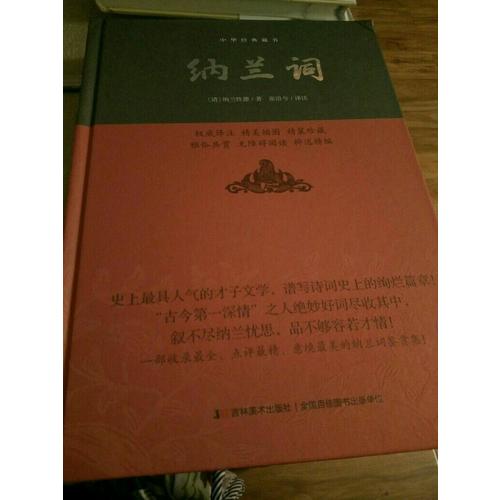 中华经典藏书
纳兰词
［清］纳兰性德／著
权威译注 精美插图 精装珍藏
雅俗共赏 无障碍阅读 甄选精编
史上最具人气的才子文学，谱写诗词史上的绚烂篇章！
“古今第一深情”之人绝妙好词尽收其中，
叙不尽纳兰忧思，品不够容若才情！
一部收录最全、点评最精、意境最美的纳兰词鉴赏集！
吉林美术出版社｜全国百佳图书出版单位